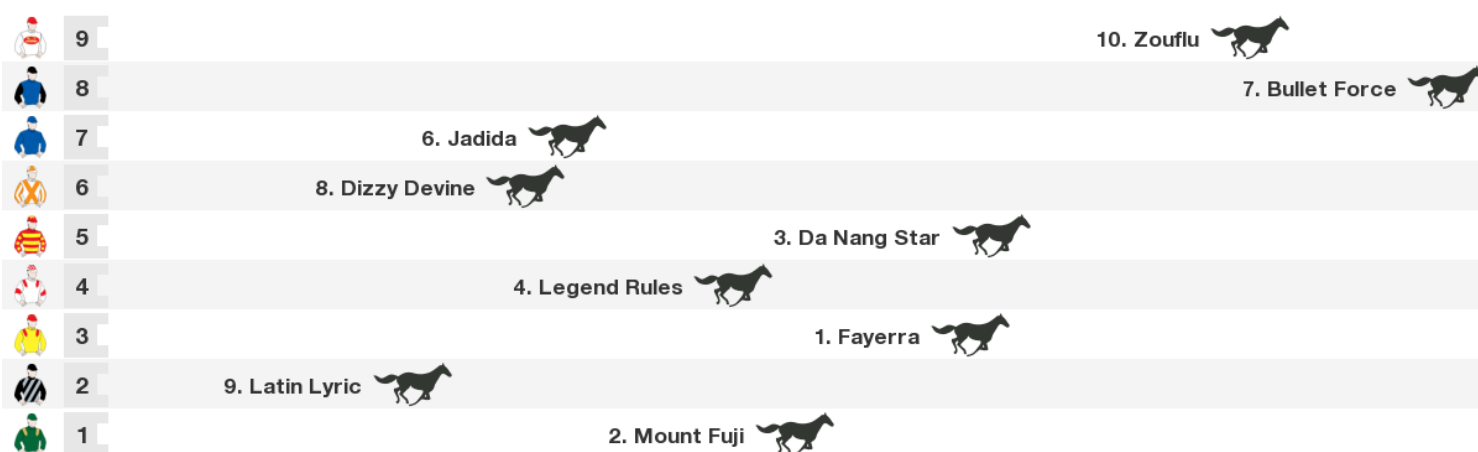 9 10. Zouflu
8 7. Bullet Force
7 6. Jadida
6 8. Dizzy Devine
5 3. Da Nang Star
4 4. Legend Rules
3 1. Fayerra
2 9. Latin Lyric
1 2. Mount Fuji